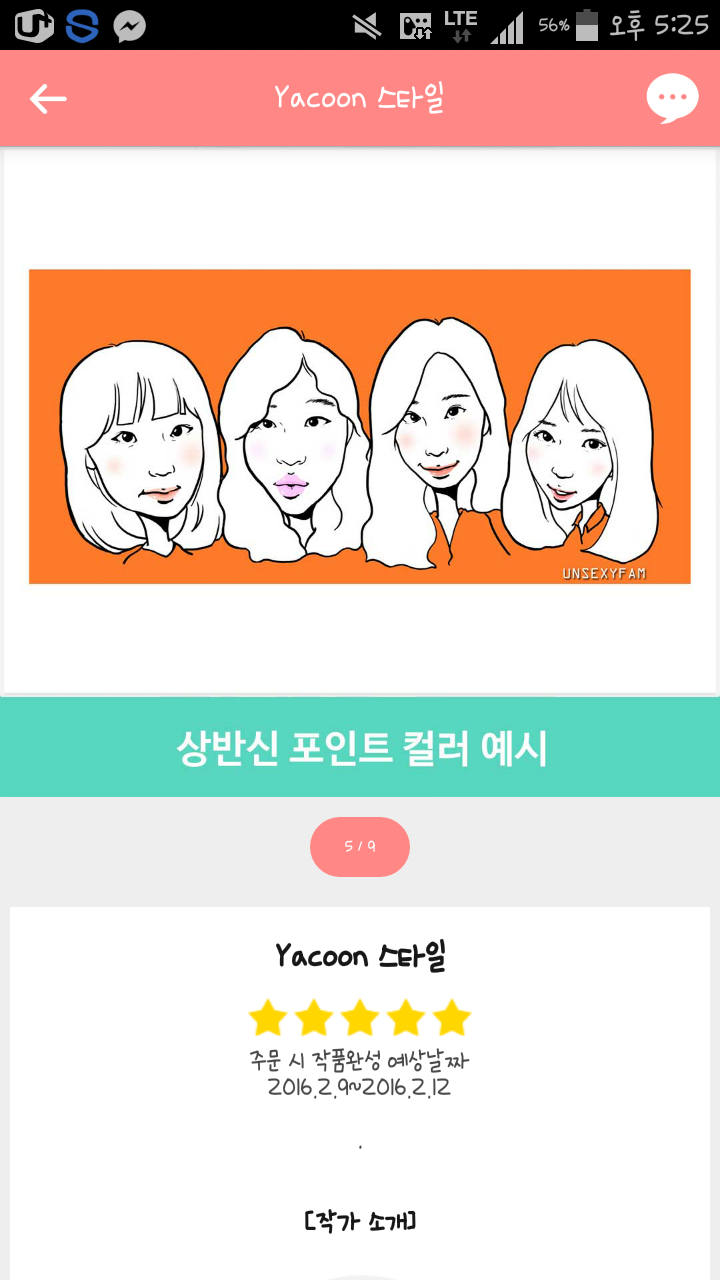 U+
LTE
56%
오후 5:25
Yacoon 스타일
UNSEXYFAM
상반신 포인트 컬러 예시
5 / 9
Yacoon 스타일
주문 시 작품완성 예상날짜
2016.2.9~2016.2.12
.
[작가 소개]